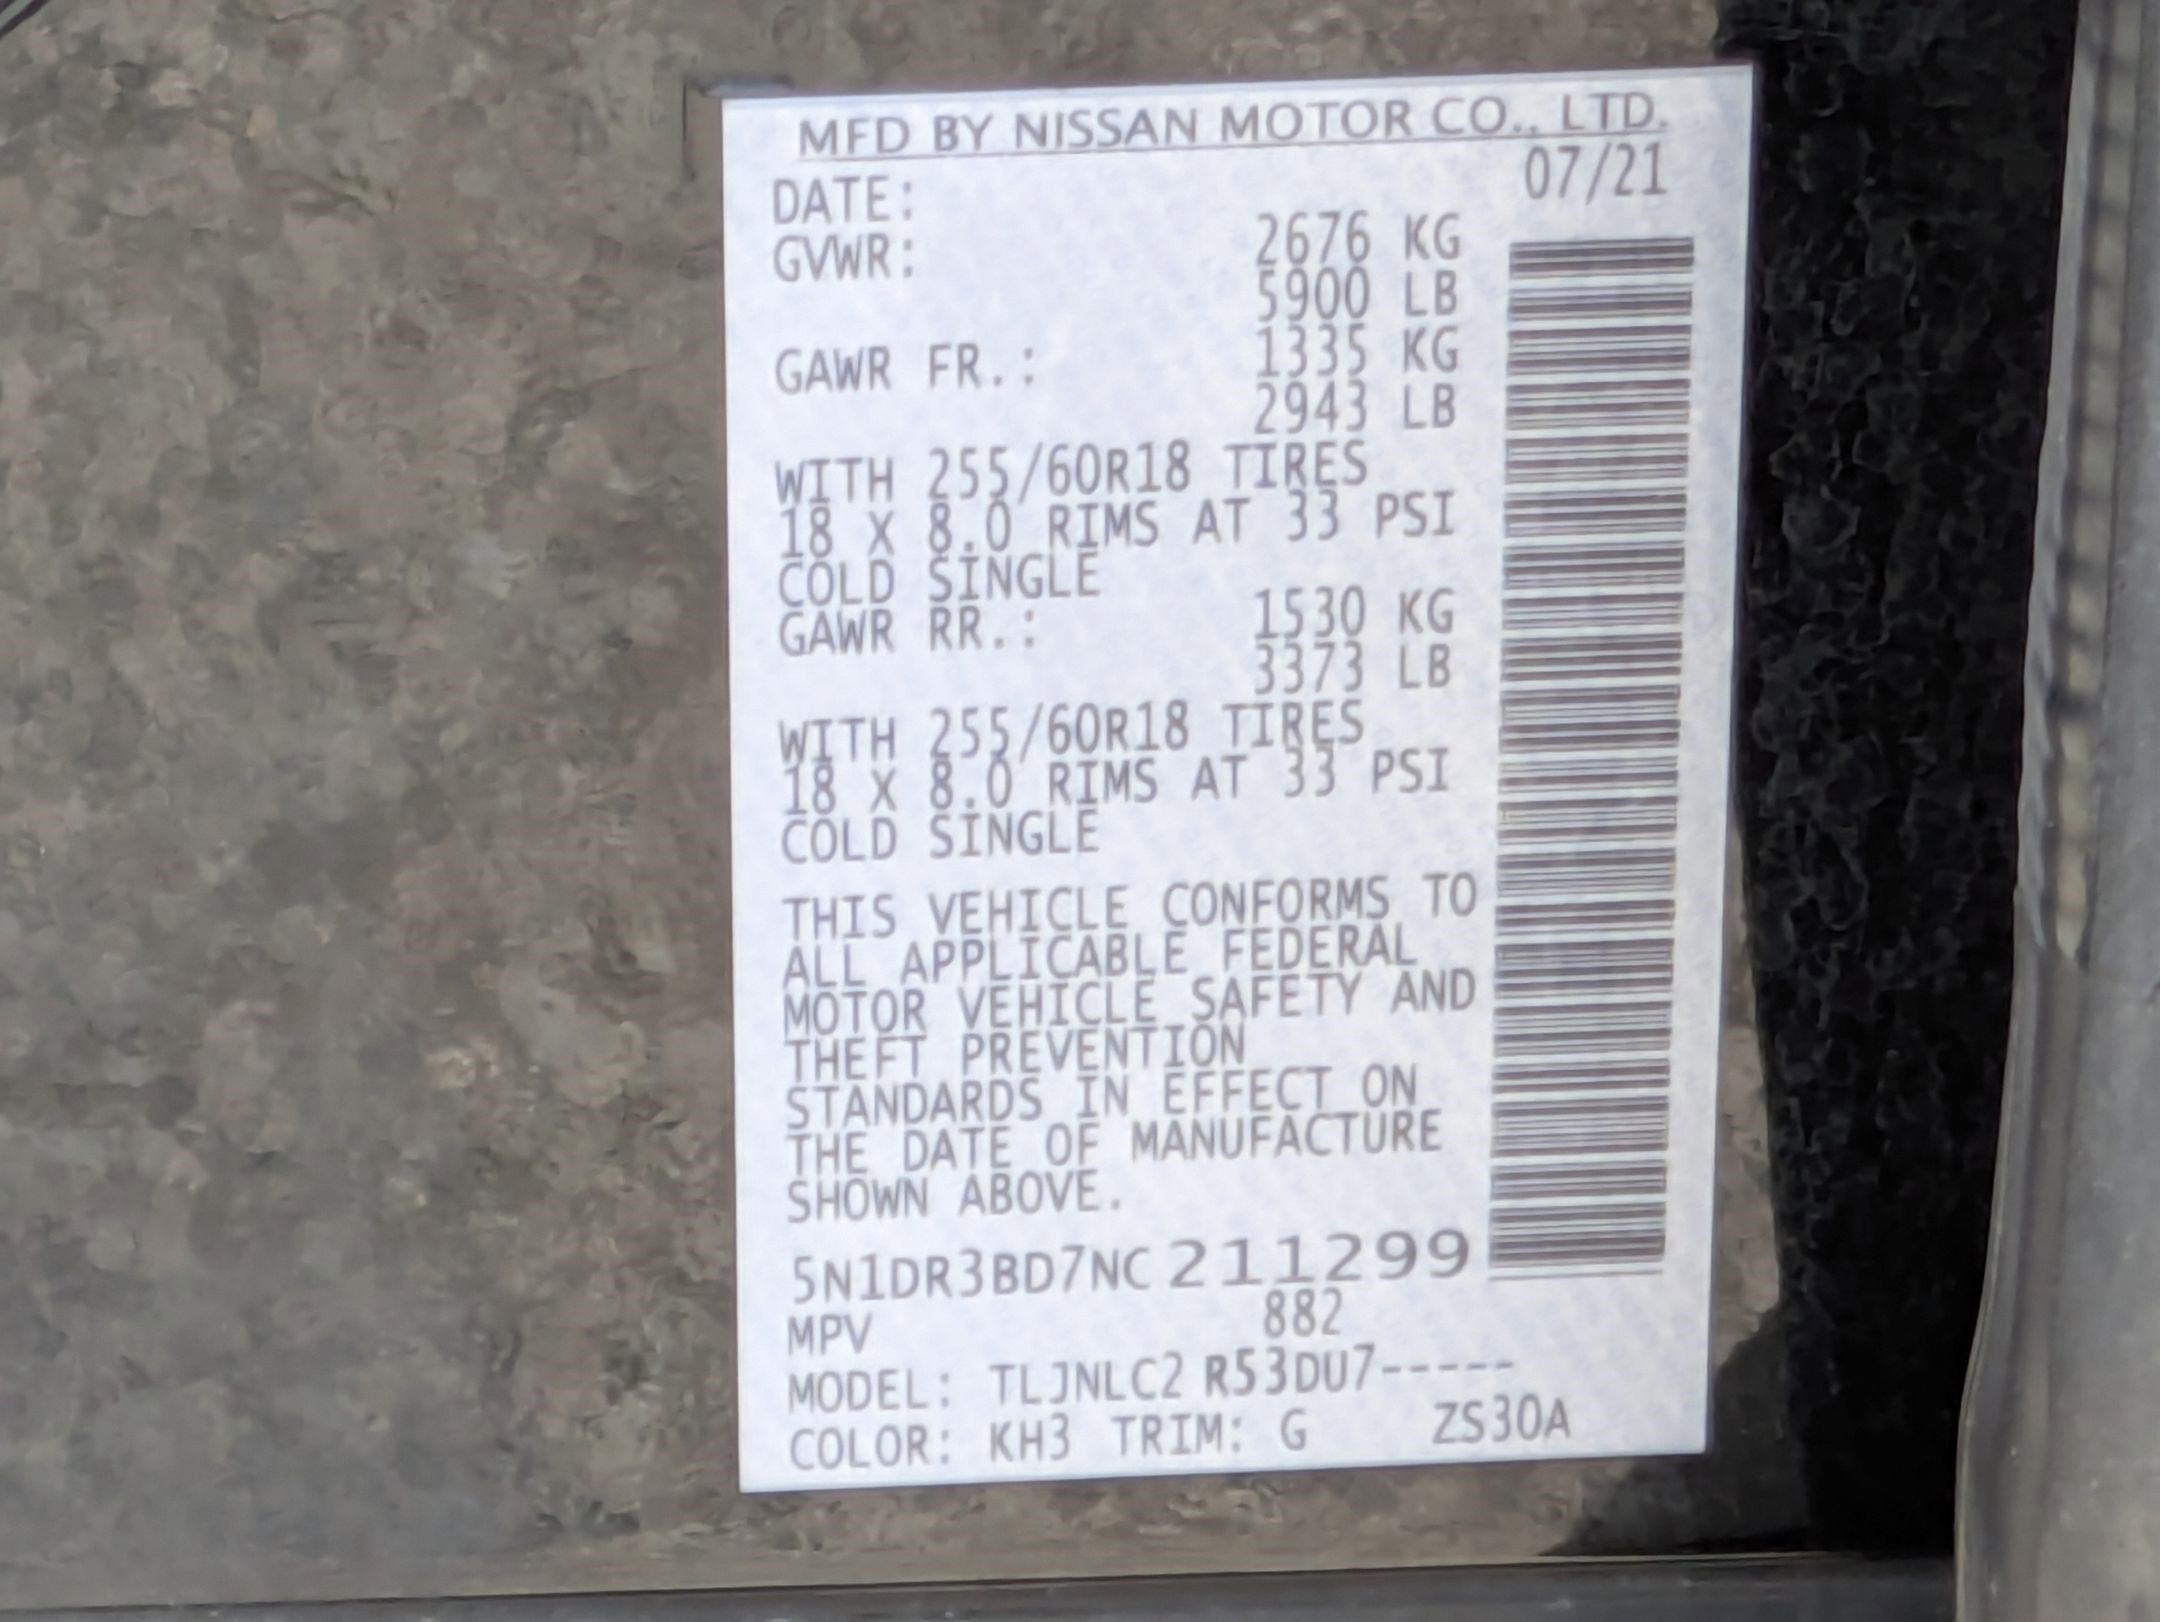 MFD BY NISSAN MOTOR CO., LTD.
DATE: 07/21
GVWR: 2676 KG
5900 LB
GAWR FR.: 1335 KG
2943 LB
WITH 255/60R18 TIRES
18 X 8.0 RIMS AT 33 PSI
COLD SINGLE
GAWR RR.: 1530 KG
3373 LB
WITH 255/60R18 TIRES
18 X 8.0 RIMS AT 33 PSI
COLD SINGLE
THIS VEHICLE CONFORMS TO
ALL APPLICABLE FEDERAL
MOTOR VEHICLE SAFETY AND
THEFT PREVENTION
STANDARDS IN EFFECT ON
THE DATE OF MANUFACTURE
SHOWN ABOVE.
5N1DR3BD7NC211299
MPV 882
MODEL: TLJNLC2 R53DU7-----
COLOR: KH3 TRIM: G ZS30A